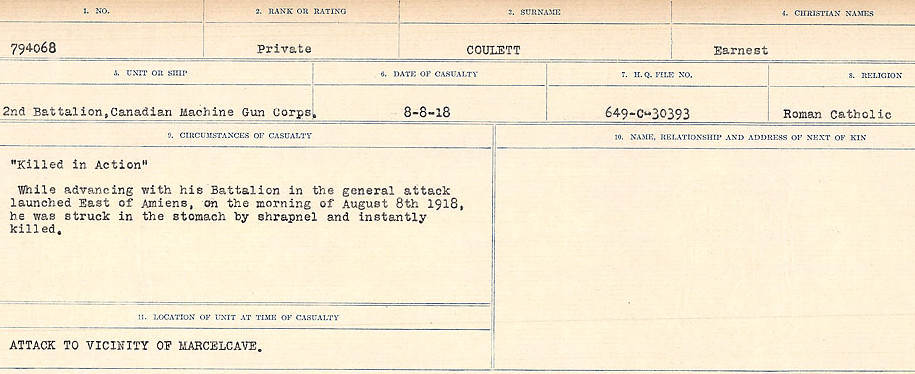 1. NO.
2. RANK OR RATING
3. SURNAME
4. CHRISTIAN NAMES
794068
Private
COULETT
Earnest
5. UNIT OR SHIP
6. DATE OF CASUALTY
7. H.Q. FILE NO.
8. RELIGION
2nd Battalion,Canadian Machine Gun Corps.
8-8-18
649-C-30393
Roman Catholic
9. CIRCUMSTANCES OF CASUALTY
"Killed in Action"
While advancing with his Battalion in the general attack
launched East of Amiens, on the morning of August 8th 1918,
he was struck in the stomach by shrapnel and instantly
killed.
10. NAME, RELATIONSHIP AND ADDRESS OF NEXT OF KIN
11. LOCATION OF UNIT AT TIME OF CASUALTY
ATTACK TO VICINITY OF MARCELCAVE.